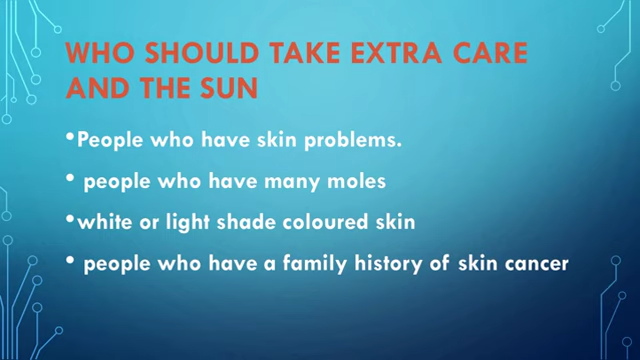 WHO SHOULD TAKE EXTRA CARE
AND THE SUN
•People who have skin problems.
• people who have many moles
•white or light shade coloured skin
• people who have a family history of skin cancer